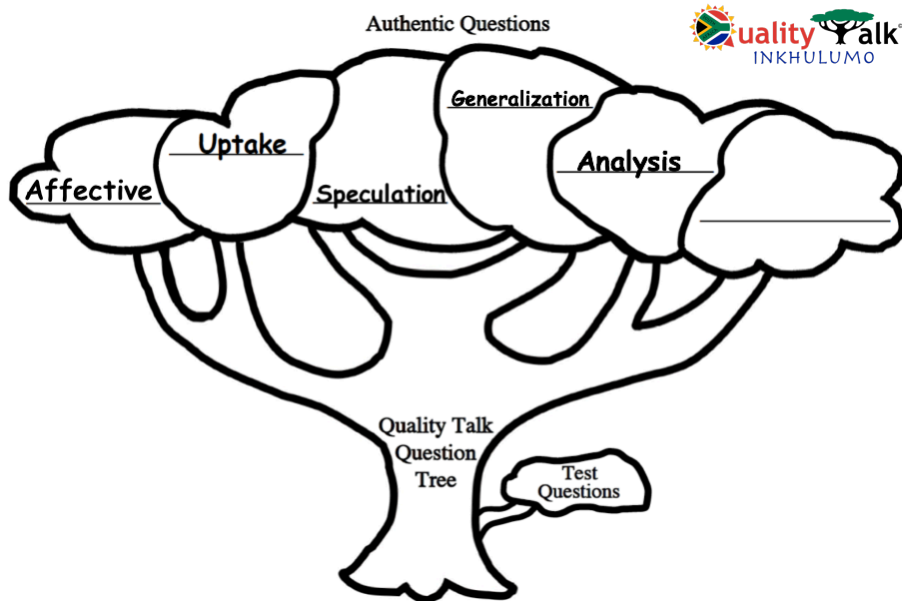 Authentic Questions
Quality Talk©
INKHULUMO
Generalization
Uptake
Analysis
Affective
Speculation
Quality Talk
Question
Tree
Test
Questions